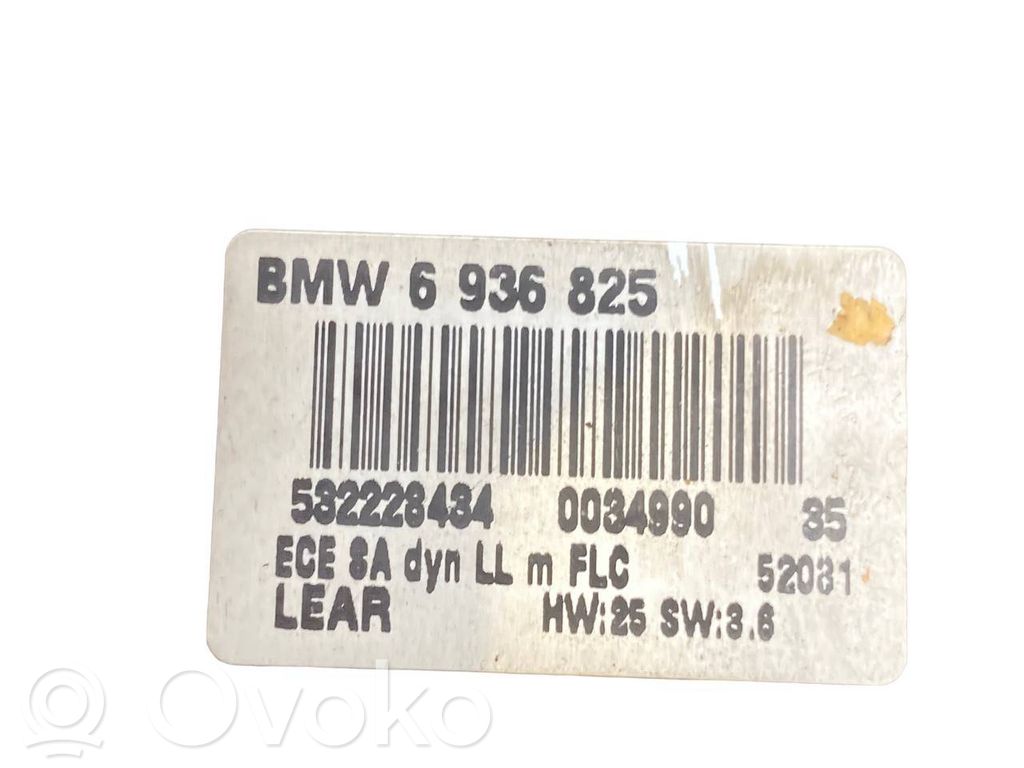 BMW 6 936 825
532228434 0034990 35
ECE SA dyn LL m FLC 52031
LEAR HW:25 SW:3.6
Ovoko